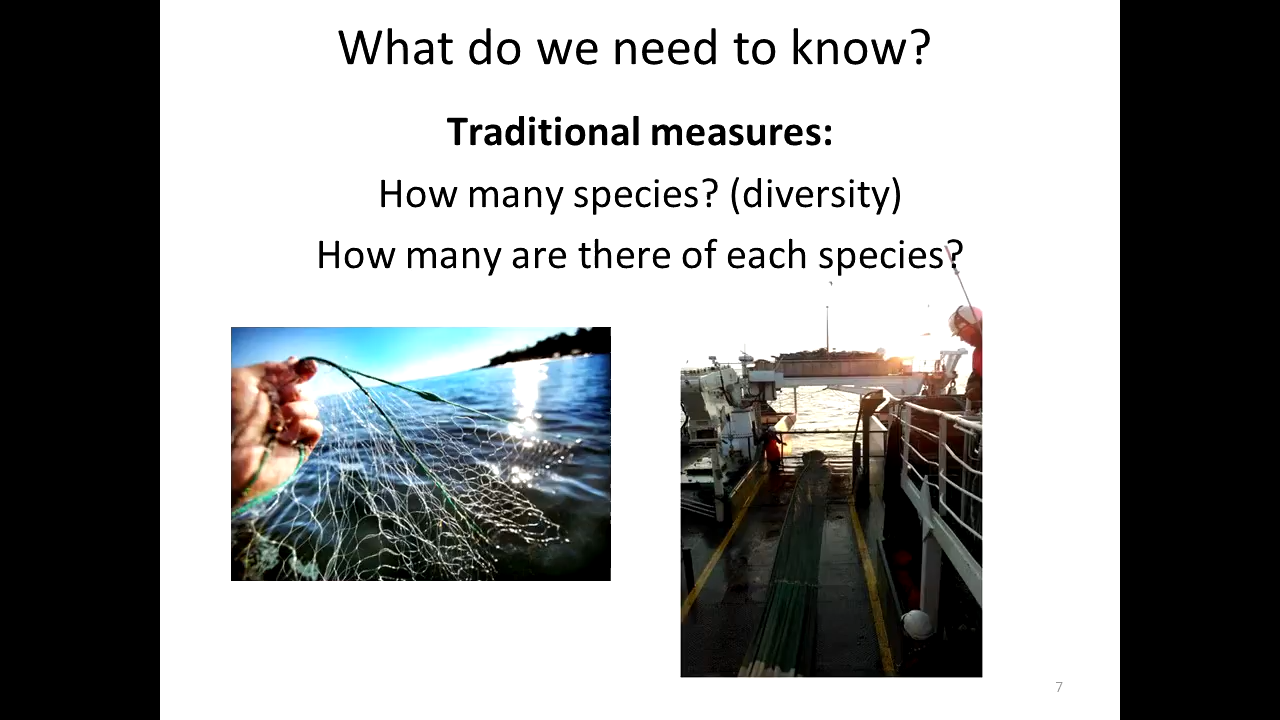 What do we need to know?
Traditional measures:
How many species? (diversity)
How many are there of each species?
7